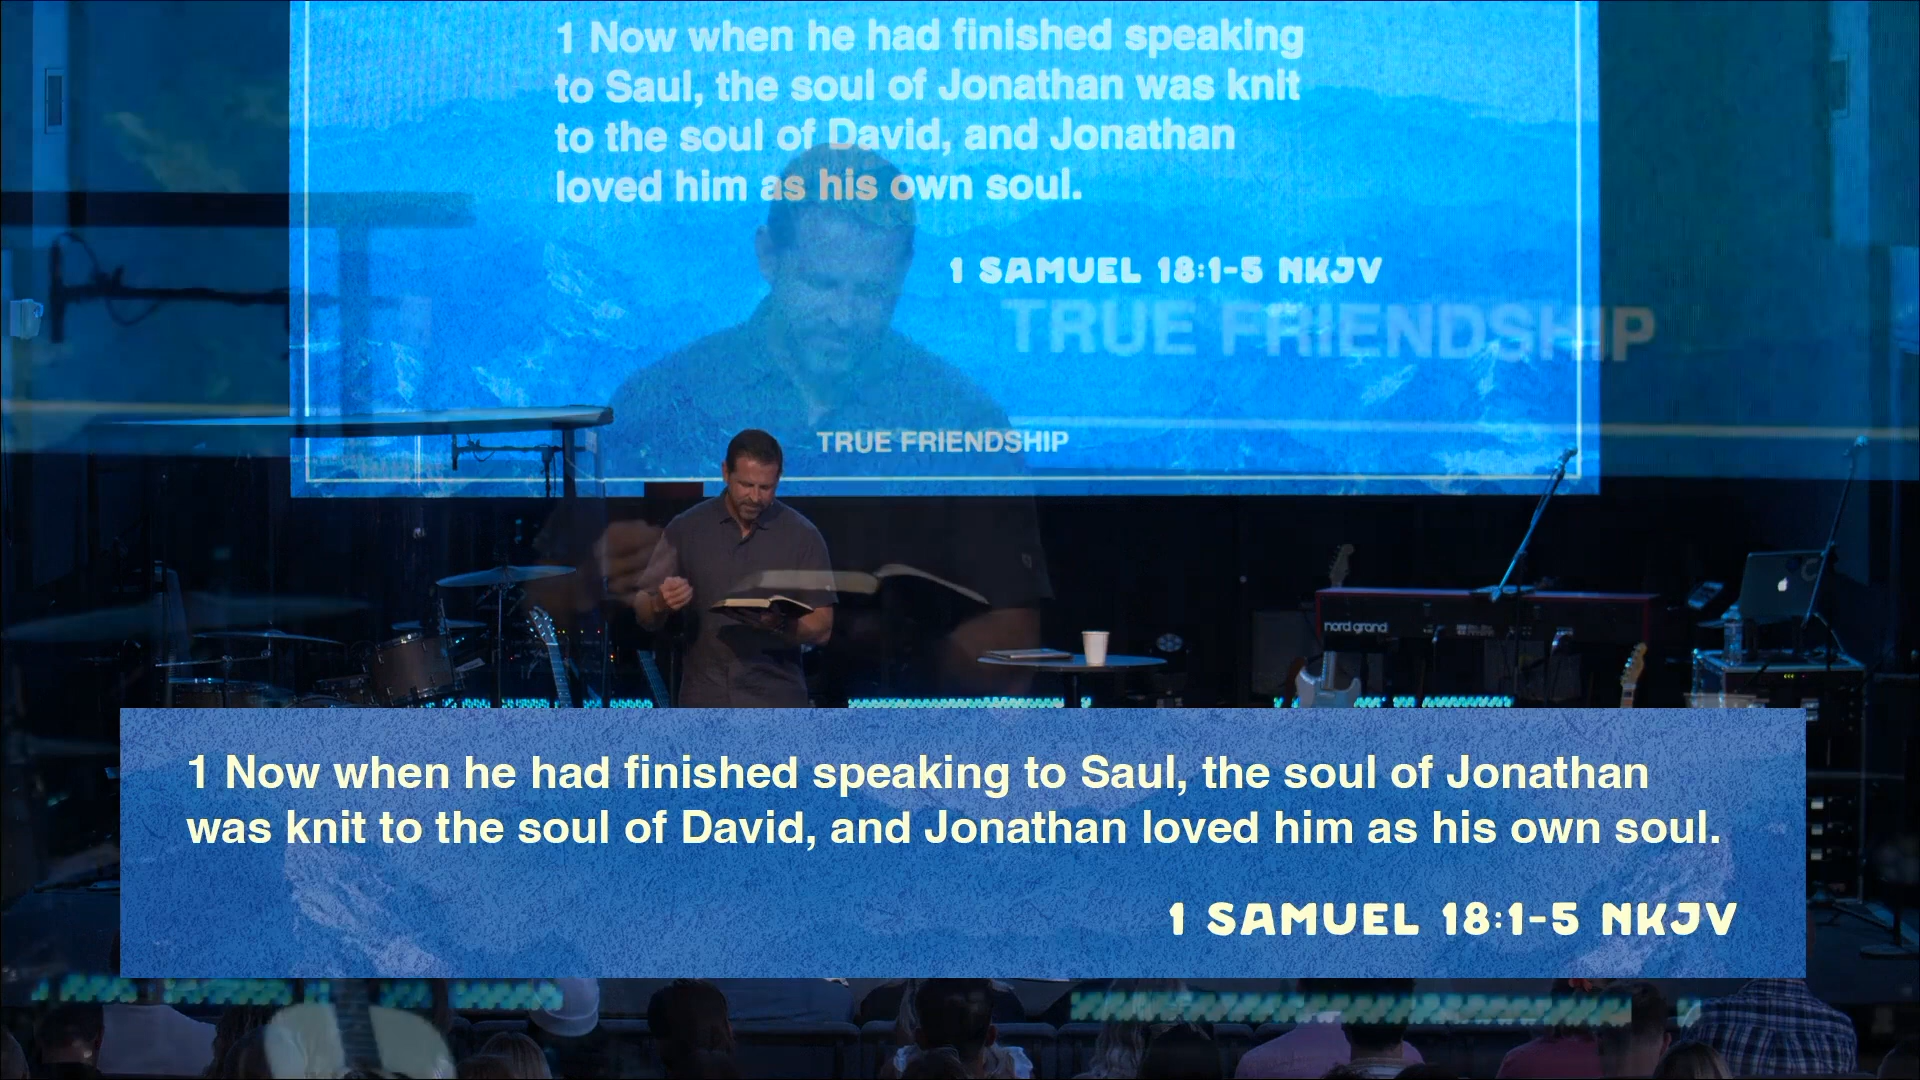 1 Now when he had finished speaking
to Saul, the soul of Jonathan was knit
to the soul of David, and Jonathan
loved him as his own soul.
1 SAMUEL 18:1-5 NKJV
TRUE FRIENDSHIP
TRUE FRIENDSHIP
nord grand
1 Now when he had finished speaking to Saul, the soul of Jonathan
was knit to the soul of David, and Jonathan loved him as his own soul.
1 SAMUEL 18:1-5 NKJV